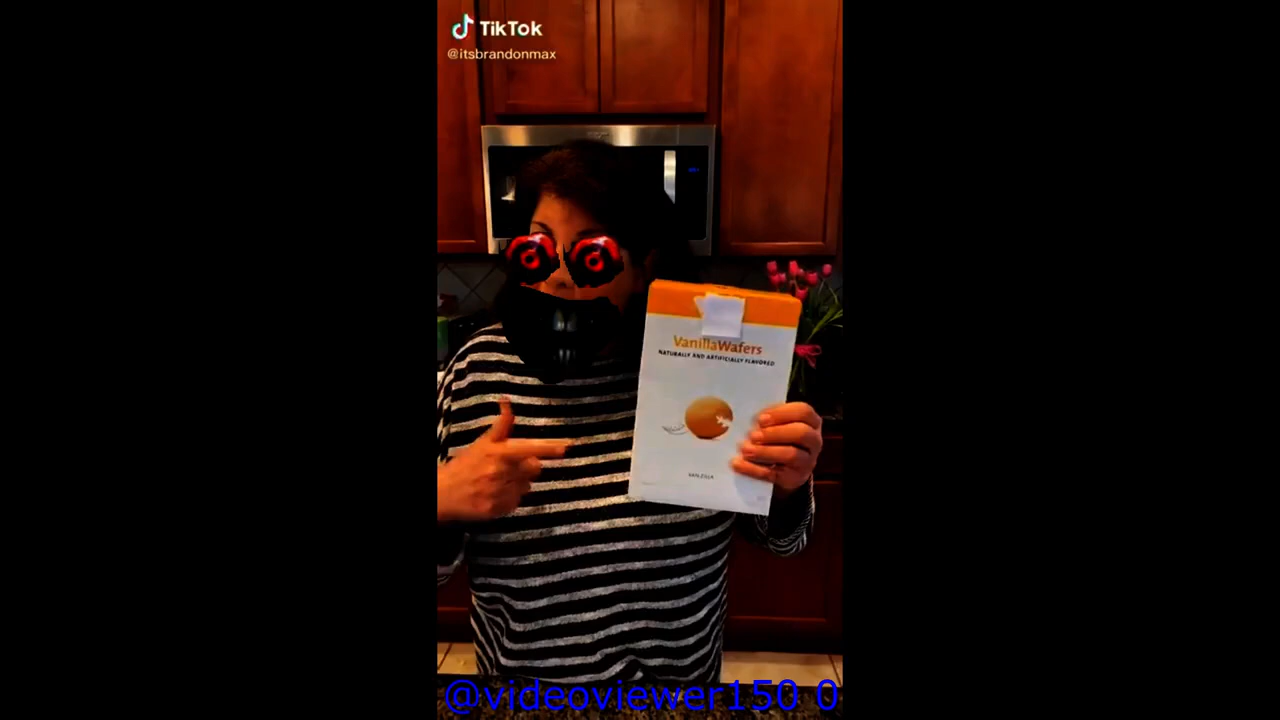 TikTok
@itsbrandonmax
VanillaWafers
NATURALLY AND ARTIFICIALLY FLAVORED
@videoviewer150 0